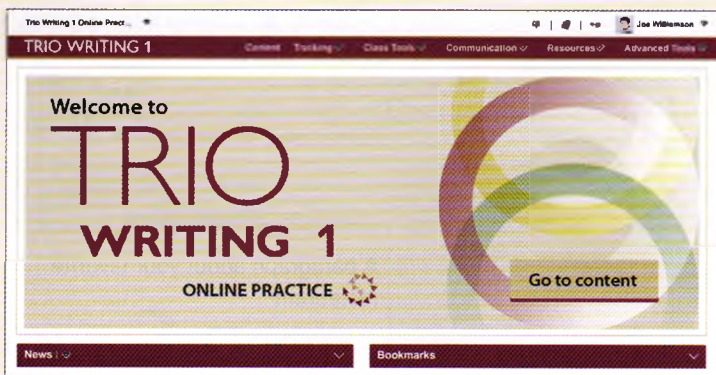 Trio Writing 1 Online Pract...
Joe Williamson
TRIO WRITING 1
Content Tracking Class Tools Communication Resources Advanced Tools
Welcome to
TRIO
WRITING 1
ONLINE PRACTICE
Go to content
News
Bookmarks